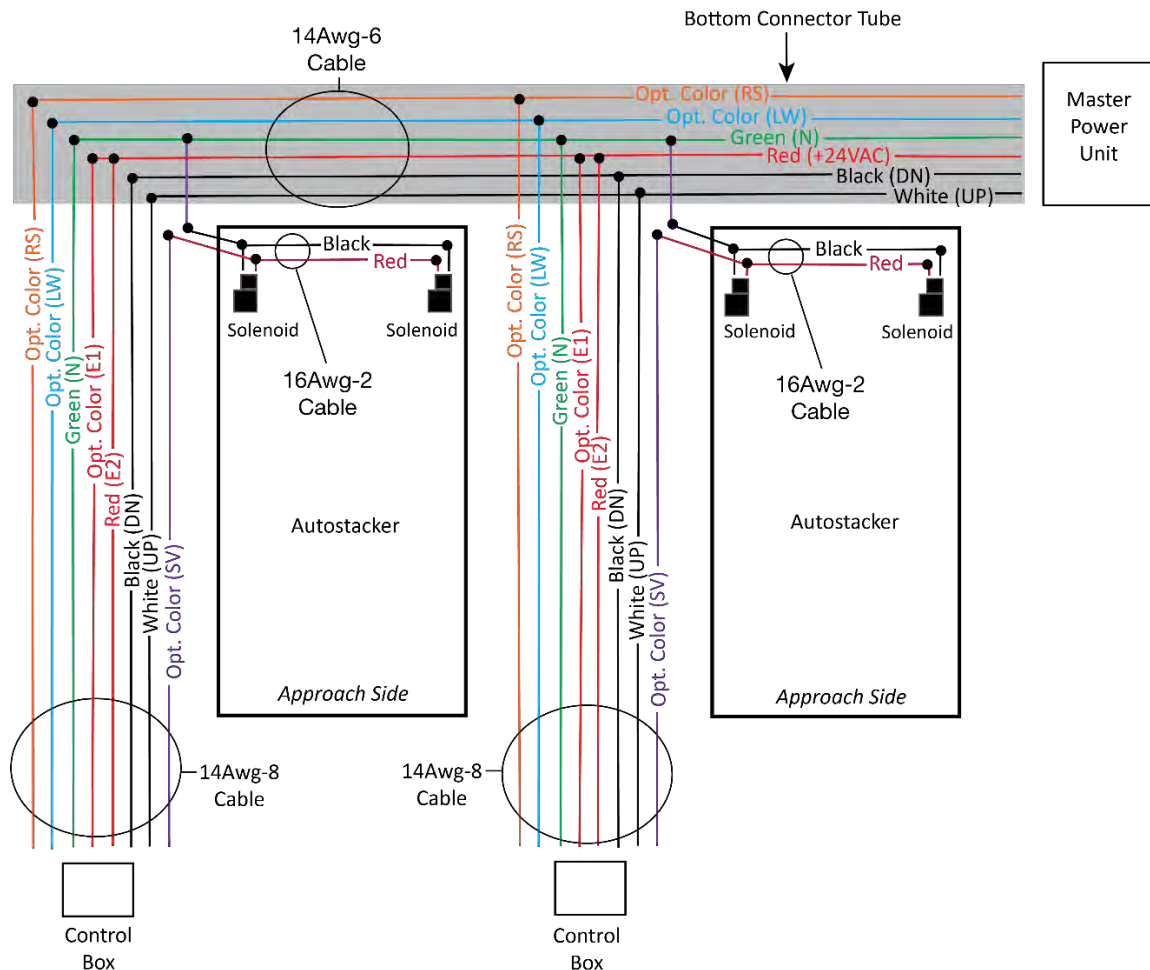 Bottom Connector Tube
14Awg-6
Cable
Master
Power
Unit
Opt. Color (RS)
Opt. Color (LW)
Green (N)
Red (+24VAC)
Black (DN)
White (UP)
Opt. Color (RS)
Opt. Color (LW)
Green (N)
Opt. Color (E1)
Red (E2)
Black (DN)
White (UP)
Opt. Color (SV)
Black
Red
Solenoid
Solenoid
16Awg-2
Cable
Autostacker
Approach Side
14Awg-8
Cable
Control
Box
Opt. Color (RS)
Opt. Color (LW)
Green (N)
Opt. Color (E1)
Red (E2)
Black (DN)
White (UP)
Opt. Color (SV)
Black
Red
Solenoid
Solenoid
16Awg-2
Cable
Autostacker
Approach Side
14Awg-8
Cable
Control
Box